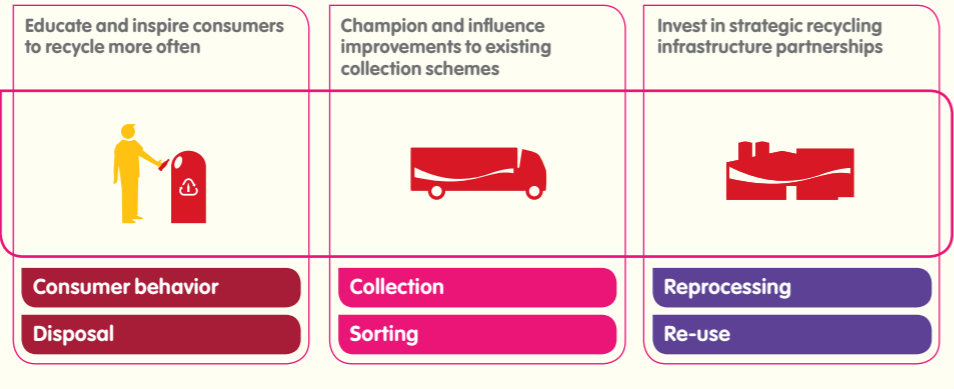 Educate and inspire consumers
to recycle more often
Champion and influence
improvements to existing
collection schemes
Invest in strategic recycling
infrastructure partnerships
Consumer behavior
Disposal
Collection
Sorting
Reprocessing
Re-use